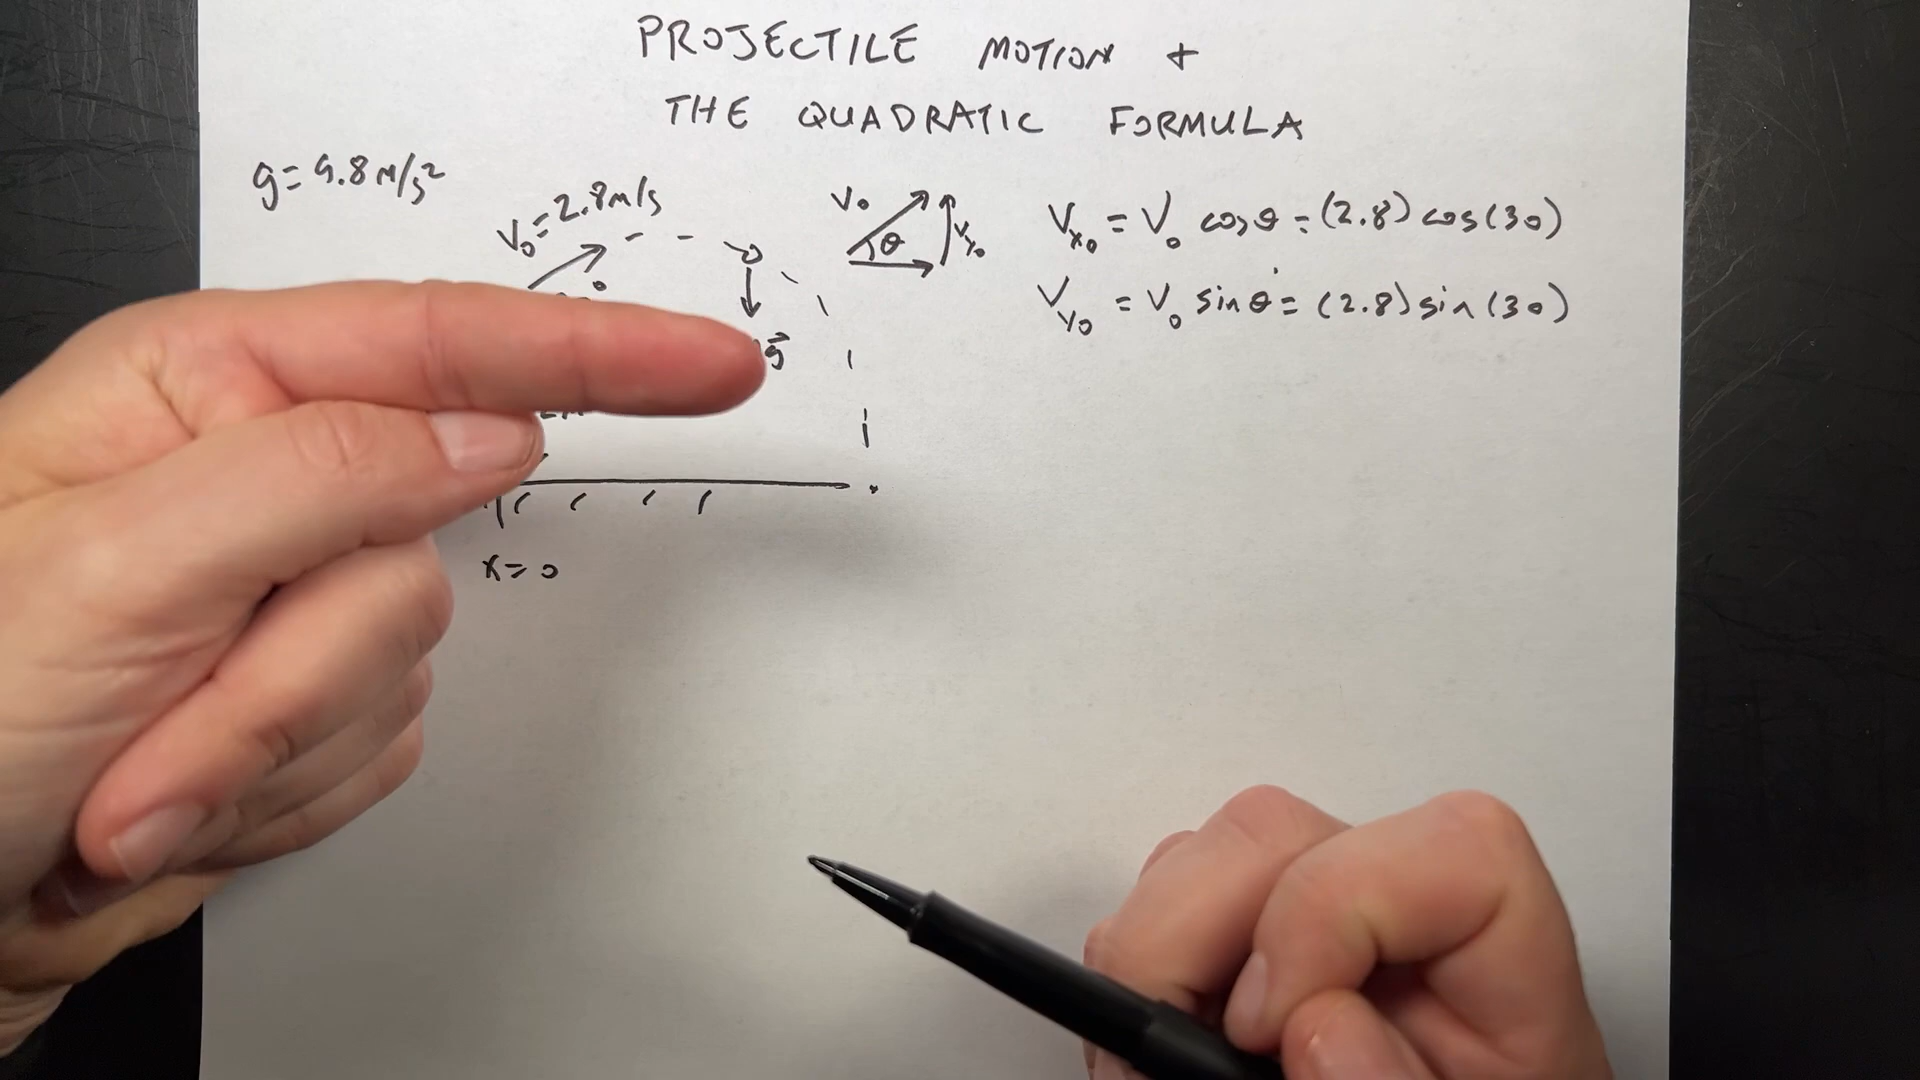 PROJECTILE MOTION +
THE QUADRATIC FORMULA
g = 9.8 m/s²
V₀ = 2.8 m/s
V₀
θ
Vy₀
Vx₀ = V₀ cos θ = (2.8) cos(30)
Vy₀ = V₀ sin θ = (2.8) sin(30)
g
x = 0